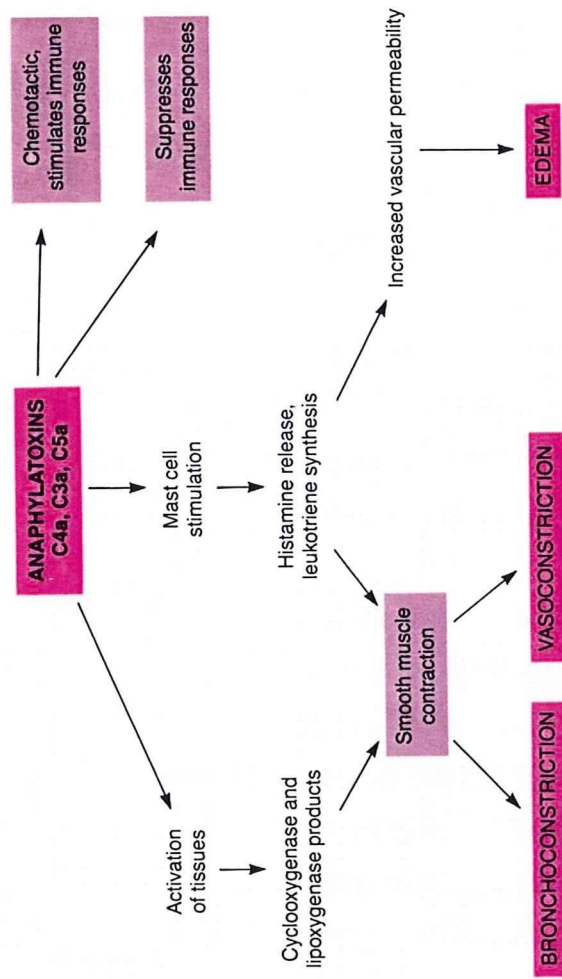 ANAPHYLATOXINS
C4a, C3a, C5a
Chemotactic,
stimulates immune
responses
Suppresses
immune responses
Activation
of tissues
Mast cell
stimulation
Cyclooxygenase and
lipoxygenase products
Histamine release,
leukotriene synthesis
Smooth muscle
contraction
Increased vascular permeability
BRONCHOCONSTRICTION
VASOCONSTRICTION
EDEMA